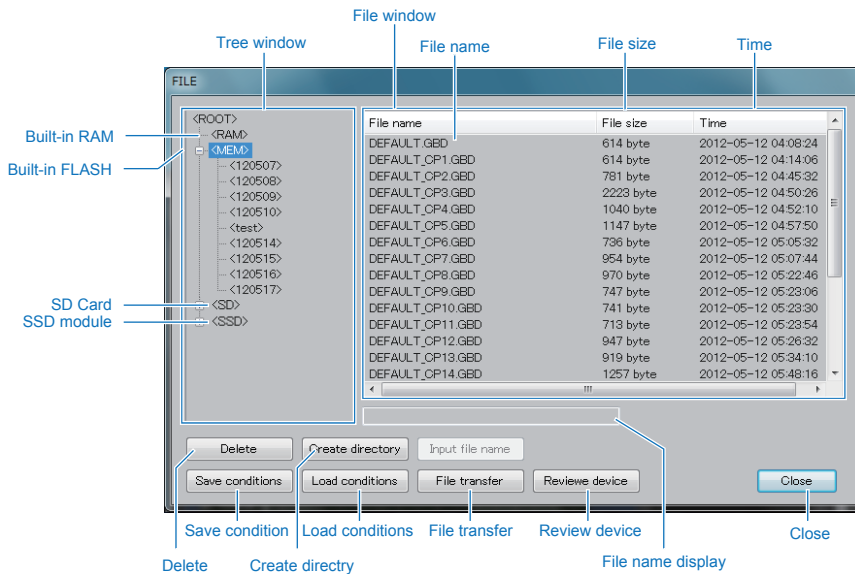 File window
Tree window
File name
File size
Time
FILE
Built-in RAM
Built-in FLASH
SD Card
SSD module
<ROOT>
<RAM>
<MEM>
<120507>
<120508>
<120509>
<120510>
<test>
<120514>
<120515>
<120516>
<120517>
<SD>
<SSD>
File name File size Time
DEFAULT.GBD 614 byte 2012-05-12 04:08:24
DEFAULT_CP1.GBD 614 byte 2012-05-12 04:14:06
DEFAULT_CP2.GBD 781 byte 2012-05-12 04:45:32
DEFAULT_CP3.GBD 2223 byte 2012-05-12 04:50:26
DEFAULT_CP4.GBD 1040 byte 2012-05-12 04:52:10
DEFAULT_CP5.GBD 1147 byte 2012-05-12 04:57:50
DEFAULT_CP6.GBD 736 byte 2012-05-12 05:05:32
DEFAULT_CP7.GBD 954 byte 2012-05-12 05:07:44
DEFAULT_CP8.GBD 970 byte 2012-05-12 05:22:46
DEFAULT_CP9.GBD 747 byte 2012-05-12 05:23:06
DEFAULT_CP10.GBD 741 byte 2012-05-12 05:23:30
DEFAULT_CP11.GBD 713 byte 2012-05-12 05:23:54
DEFAULT_CP12.GBD 947 byte 2012-05-12 05:26:32
DEFAULT_CP13.GBD 919 byte 2012-05-12 05:34:10
DEFAULT_CP14.GBD 1257 byte 2012-05-12 05:48:16
Delete Create directory Input file name
Save conditions Load conditions File transfer Reviewe device Close
Save condition Load conditions File transfer Review device Close
Delete Create directry File name display